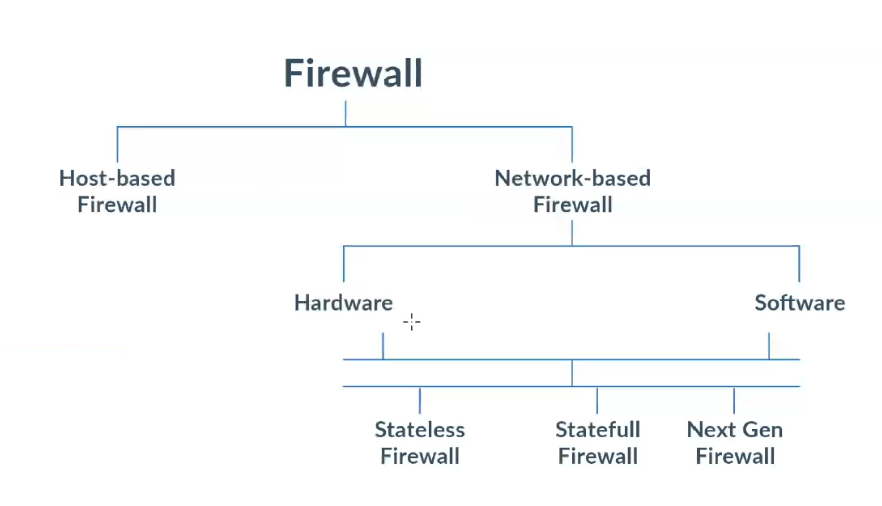 Firewall
Host-based
Firewall
Network-based
Firewall
Hardware
Software
Stateless
Firewall
Statefull
Firewall
Next Gen
Firewall